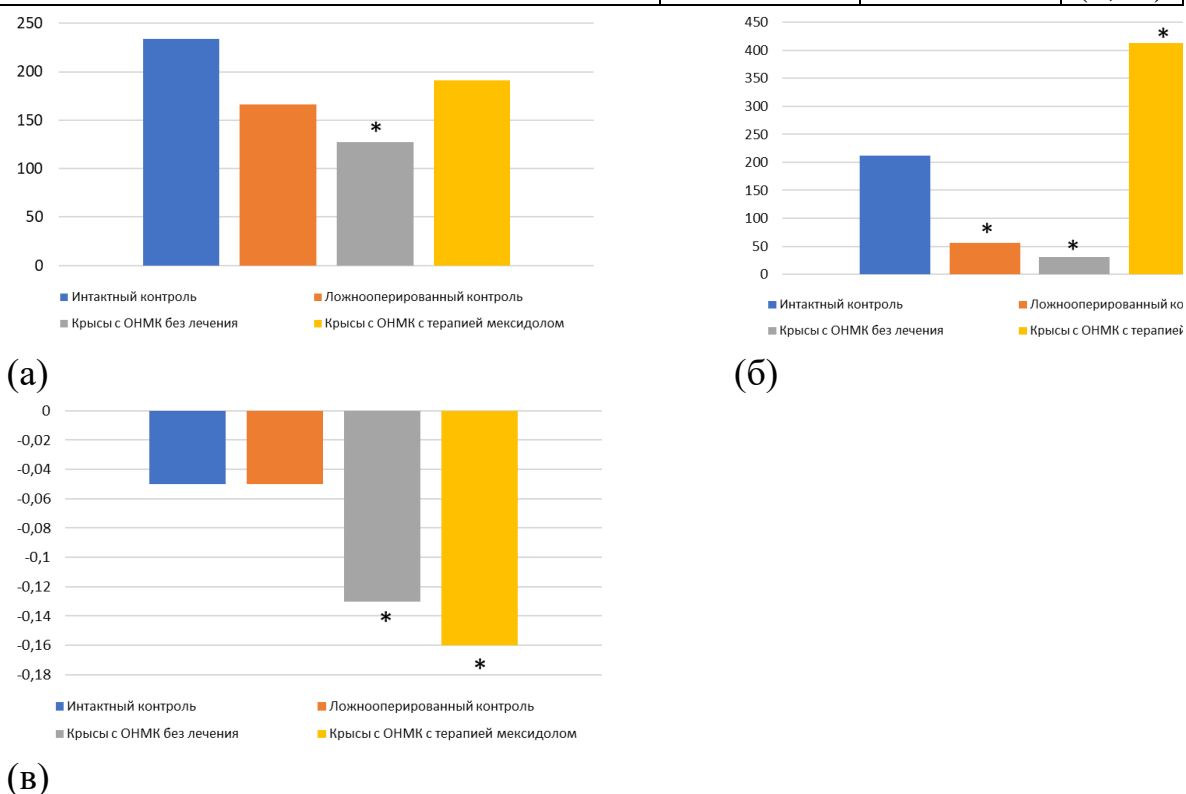 250
200
150
*
100
50
0
Интактный контроль
Ложнооперированный контроль
Крысы с ОНМК без лечения
Крысы с ОНМК с терапией мексидолом
(а)
450
*
400
350
300
250
200
150
100
*
*
50
0
Интактный контроль
Ложнооперированный ко
Крысы с ОНМК без лечения
Крысы с ОНМК с терапией
(б)
0
-0,02
-0,04
-0,06
-0,08
-0,1
-0,12
-0,14
*
-0,16
*
-0,18
Интактный контроль
Ложнооперированный контроль
Крысы с ОНМК без лечения
Крысы с ОНМК с терапией мексидолом
(в)